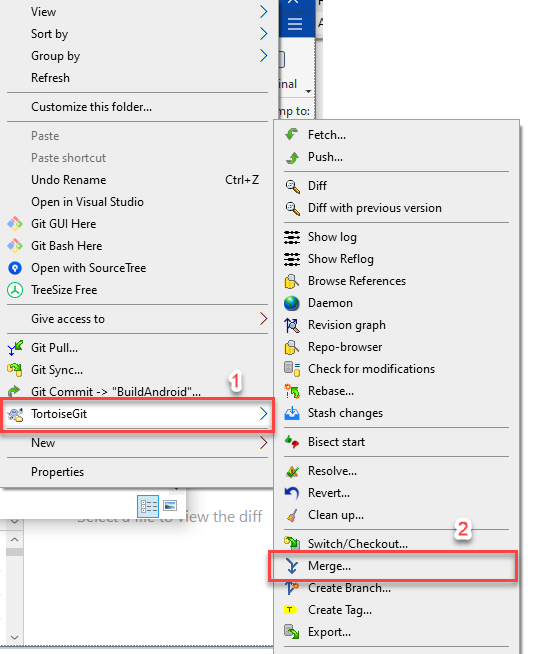 View
Sort by
Group by
Refresh
Customize this folder...
Paste
Paste shortcut
Undo Rename Ctrl+Z
Open in Visual Studio
Git GUI Here
Git Bash Here
Open with SourceTree
TreeSize Free
Give access to
Git Pull...
Git Sync...
Git Commit -> "BuildAndroid"...
1
TortoiseGit
New
Properties
Select a file to view the diff
Fetch...
Push...
Diff
Diff with previous version
Show log
Show Reflog
Browse References
Daemon
Revision graph
Repo-browser
Check for modifications
Rebase...
Stash changes
Bisect start
Resolve...
Revert...
Clean up...
2
Switch/Checkout...
Merge...
Create Branch...
Create Tag...
Export...